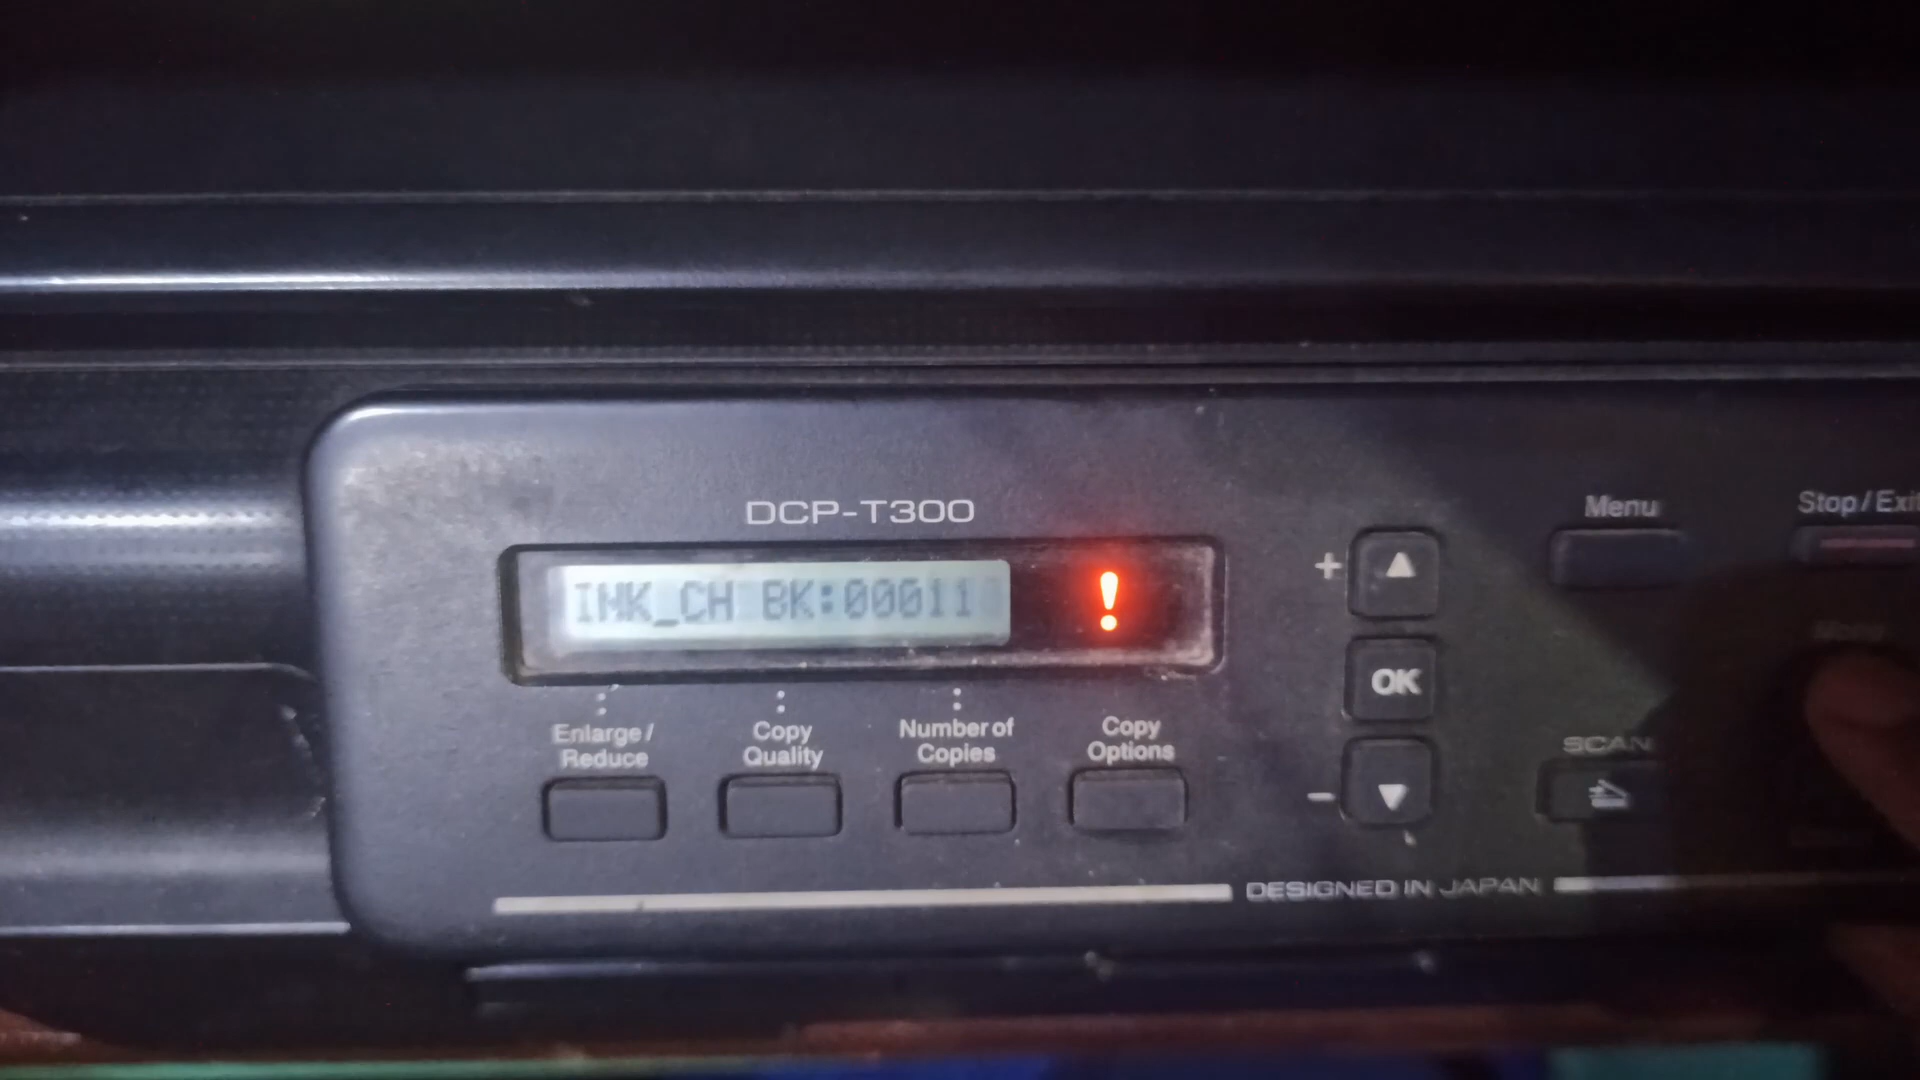 DCP-T300
INK_CH BK:00011
!
Enlarge/
Reduce
Copy
Quality
Number of
Copies
Copy
Options
+
OK
-
Menu
Stop/Exit
SCAN
DESIGNED IN JAPAN